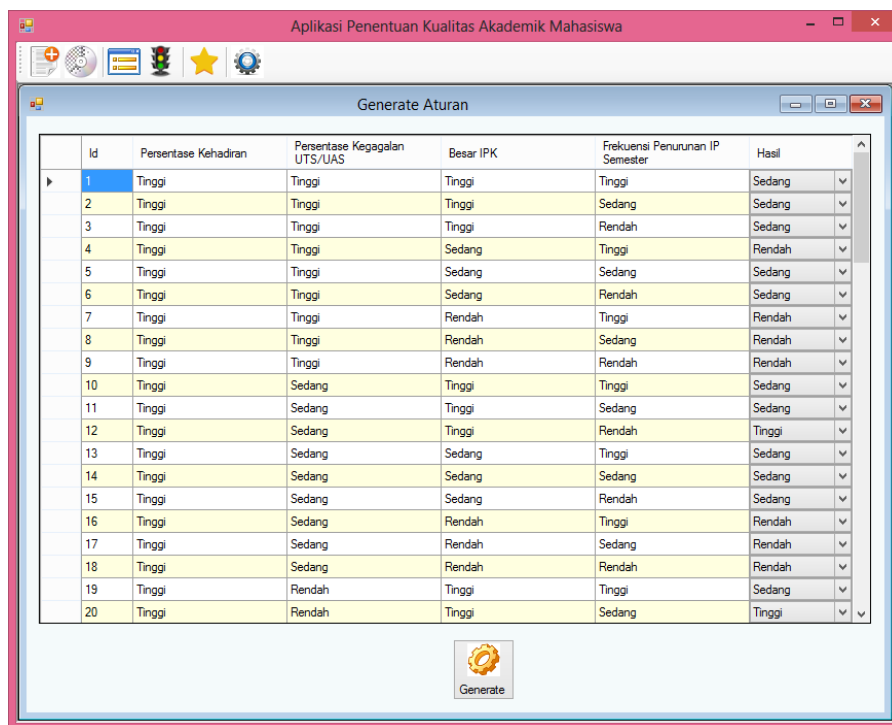 Aplikasi Penentuan Kualitas Akademik Mahasiswa
Generate Aturan
Id Persentase Kehadiran Persentase Kegagalan UTS/UAS Besar IPK Frekuensi Penurunan IP Semester Hasil
1 Tinggi Tinggi Tinggi Tinggi Sedang
2 Tinggi Tinggi Tinggi Sedang Sedang
3 Tinggi Tinggi Tinggi Rendah Sedang
4 Tinggi Tinggi Sedang Tinggi Rendah
5 Tinggi Tinggi Sedang Sedang Sedang
6 Tinggi Tinggi Sedang Rendah Sedang
7 Tinggi Tinggi Rendah Tinggi Rendah
8 Tinggi Tinggi Rendah Sedang Rendah
9 Tinggi Tinggi Rendah Rendah Rendah
10 Tinggi Sedang Tinggi Tinggi Sedang
11 Tinggi Sedang Tinggi Sedang Sedang
12 Tinggi Sedang Tinggi Rendah Tinggi
13 Tinggi Sedang Sedang Tinggi Sedang
14 Tinggi Sedang Sedang Sedang Sedang
15 Tinggi Sedang Sedang Rendah Sedang
16 Tinggi Sedang Rendah Tinggi Rendah
17 Tinggi Sedang Rendah Sedang Rendah
18 Tinggi Sedang Rendah Rendah Rendah
19 Tinggi Rendah Tinggi Tinggi Sedang
20 Tinggi Rendah Tinggi Sedang Tinggi
Generate